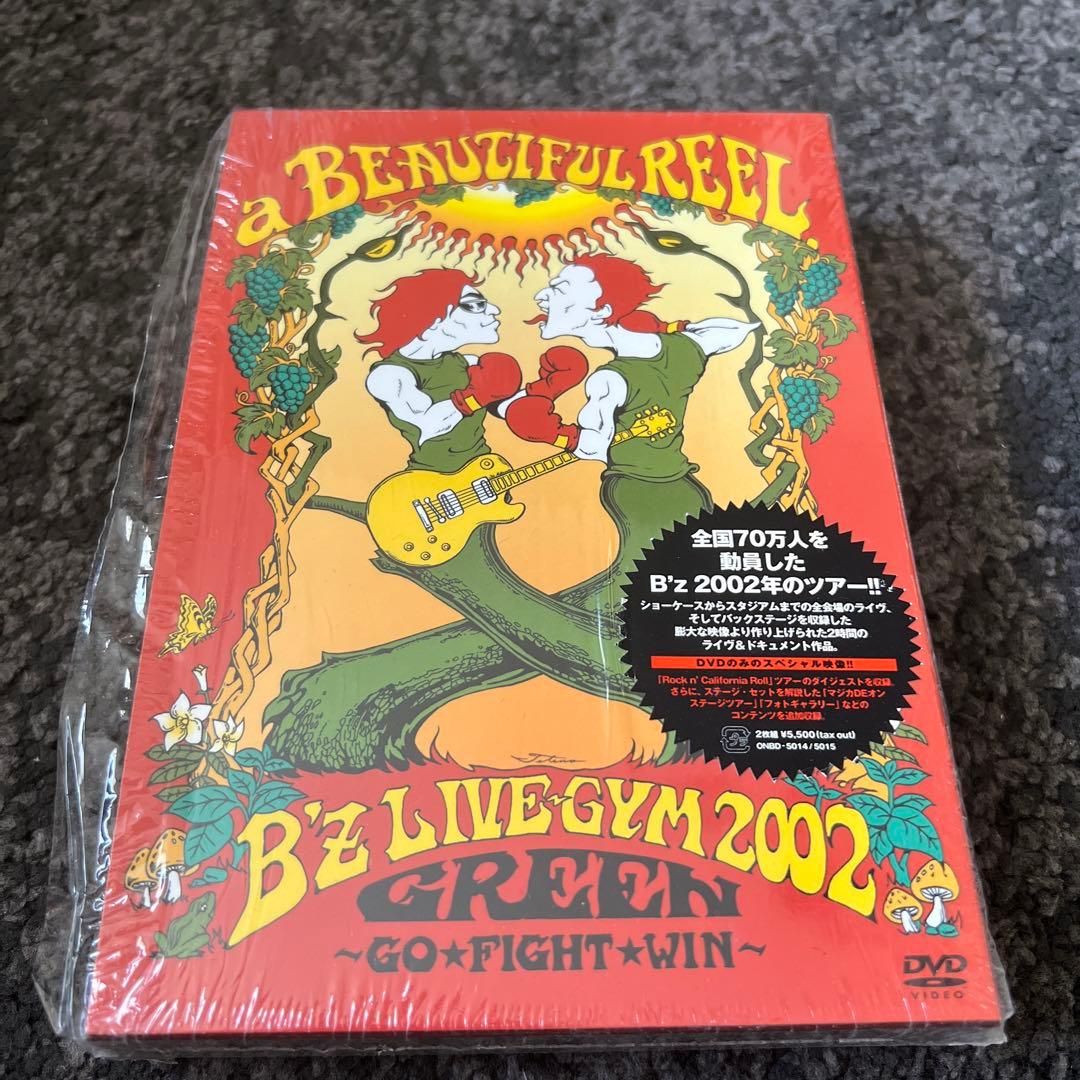 a BEAUTIFUL REEL.
全国70万人を
動員した
B'z 2002年のツアー!!
ショーケースからスタジアムまでの全会場のライヴ、
そしてバックステージを収録した
膨大な映像より作り上げられた2時間の
ライヴ&ドキュメント作品。
DVDのみのスペシャル映像!!
「Rock n' California Roll」ツアーのダイジェストを収録。
さらに、ステージ・セットを解説した「マジカDEオン
ステージツアー」「フォトギャラリー」などの
コンテンツを追加収録。
2枚組 ¥5,500(tax out)
ONBD-5014/5015
B'z LIVE-GYM 2002
GREEN
~GO★FIGHT★WIN~
DVD
VIDEO